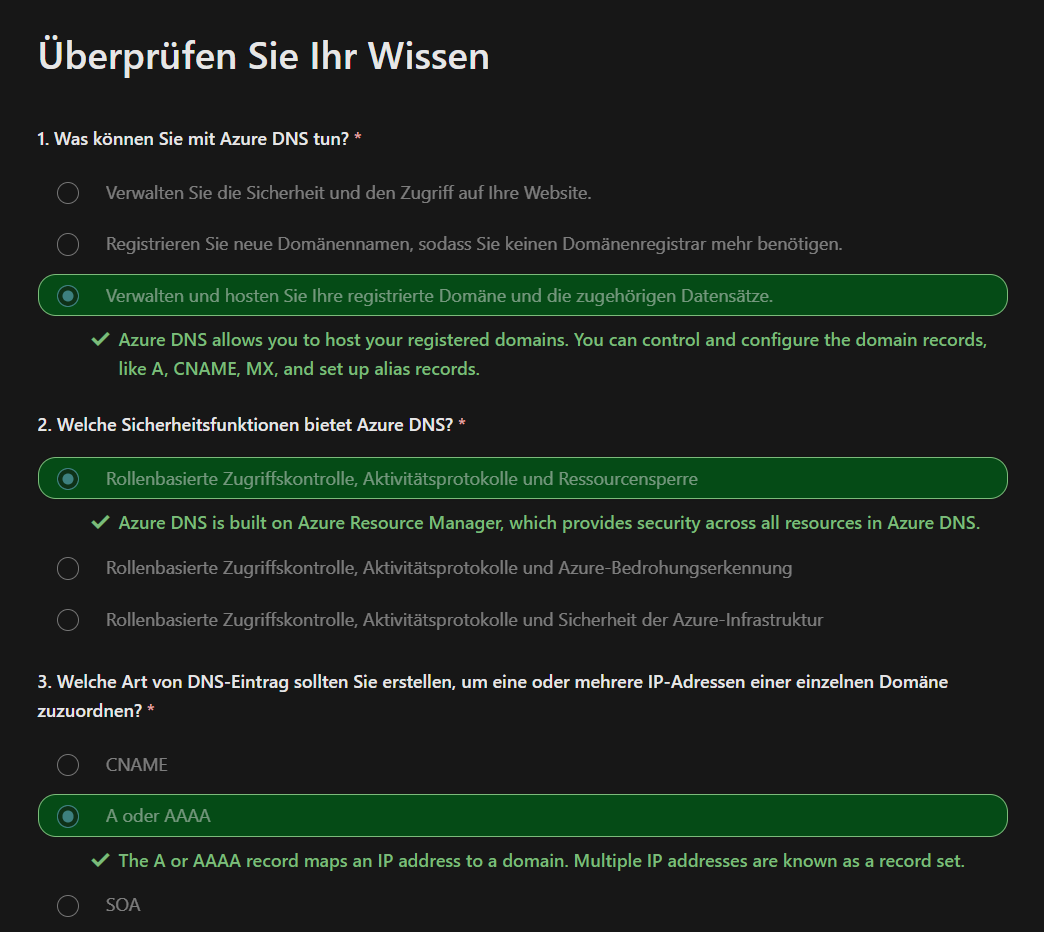 Überprüfen Sie Ihr Wissen
1. Was können Sie mit Azure DNS tun? *
Verwalten Sie die Sicherheit und den Zugriff auf Ihre Website.
Registrieren Sie neue Domänennamen, sodass Sie keinen Domänenregistrar mehr benötigen.
Verwalten und hosten Sie Ihre registrierte Domäne und die zugehörigen Datensätze.
Azure DNS allows you to host your registered domains. You can control and configure the domain records,
like A, CNAME, MX, and set up alias records.
2. Welche Sicherheitsfunktionen bietet Azure DNS? *
Rollenbasierte Zugriffskontrolle, Aktivitätsprotokolle und Ressourcensperre
Azure DNS is built on Azure Resource Manager, which provides security across all resources in Azure DNS.
Rollenbasierte Zugriffskontrolle, Aktivitätsprotokolle und Azure-Bedrohungserkennung
Rollenbasierte Zugriffskontrolle, Aktivitätsprotokolle und Sicherheit der Azure-Infrastruktur
3. Welche Art von DNS-Eintrag sollten Sie erstellen, um eine oder mehrere IP-Adressen einer einzelnen Domäne
zuzuordnen? *
CNAME
A oder AAAA
The A or AAAA record maps an IP address to a domain. Multiple IP addresses are known as a record set.
SOA